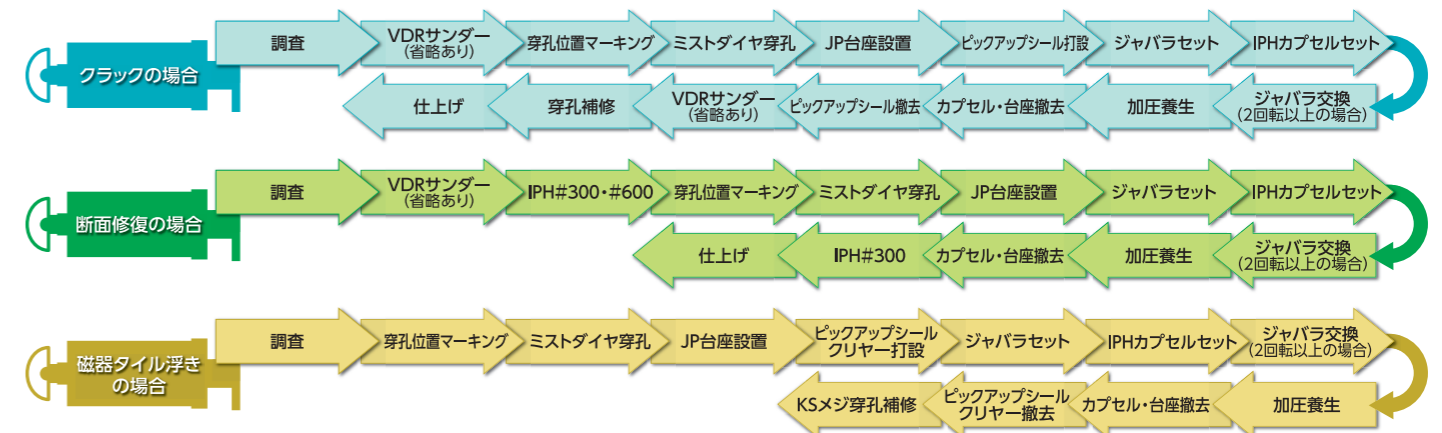 クラックの場合
調査
VDRサンダー
(省略あり)
穿孔位置マーキング
ミストダイヤ穿孔
JP台座設置
ピックアップシール打設
ジャバラセット
IPHカプセルセット
ジャバラ交換
(2回転以上の場合)
加圧養生
カプセル・台座撤去
ピックアップシール撤去
VDRサンダー
(省略あり)
穿孔補修
仕上げ
断面修復の場合
調査
VDRサンダー
(省略あり)
IPH#300・#600
穿孔位置マーキング
ミストダイヤ穿孔
JP台座設置
ジャバラセット
IPHカプセルセット
ジャバラ交換
(2回転以上の場合)
加圧養生
カプセル・台座撤去
IPH#300
仕上げ
磁器タイル浮き
の場合
調査
穿孔位置マーキング
ミストダイヤ穿孔
JP台座設置
ピックアップシール
クリヤー打設
ジャバラセット
IPHカプセルセット
ジャバラ交換
(2回転以上の場合)
加圧養生
カプセル・台座撤去
ピックアップシール
クリヤー撤去
KSメジ穿孔補修